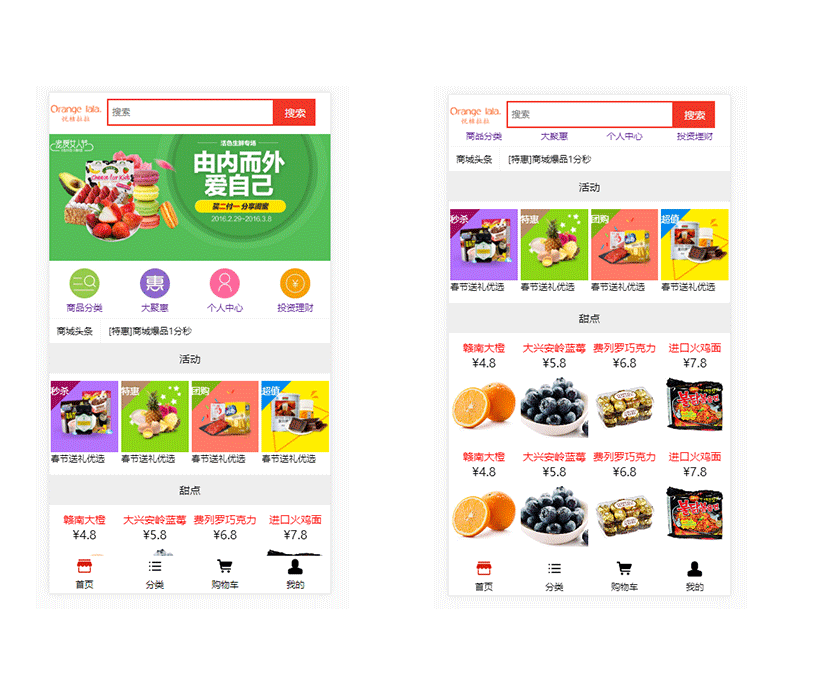 Orange lala.
优橙拉拉
搜索 搜索
活色生鲜专场
由内而外
爱自己
买二付一 分享闺蜜
2016.2.29~2016.3.8
Cheese for Kids
商品分类 大聚惠 个人中心 投资理财
惠
¥
商城头条 [特惠]商城爆品1分秒
活动
秒杀 特惠 团购 超值
春节送礼优选 春节送礼优选 春节送礼优选 春节送礼优选
甜点
赣南大橙 大兴安岭蓝莓 费列罗巧克力 进口火鸡面
¥4.8 ¥5.8 ¥6.8 ¥7.8
首页 分类 购物车 我的
Orange lala.
优橙拉拉
搜索 搜索
商品分类 大聚惠 个人中心 投资理财
商城头条 [特惠]商城爆品1分秒
活动
秒杀 特惠 团购 超值
春节送礼优选 春节送礼优选 春节送礼优选 春节送礼优选
甜点
赣南大橙 大兴安岭蓝莓 费列罗巧克力 进口火鸡面
¥4.8 ¥5.8 ¥6.8 ¥7.8
赣南大橙 大兴安岭蓝莓 费列罗巧克力 进口火鸡面
¥4.8 ¥5.8 ¥6.8 ¥7.8
首页 分类 购物车 我的